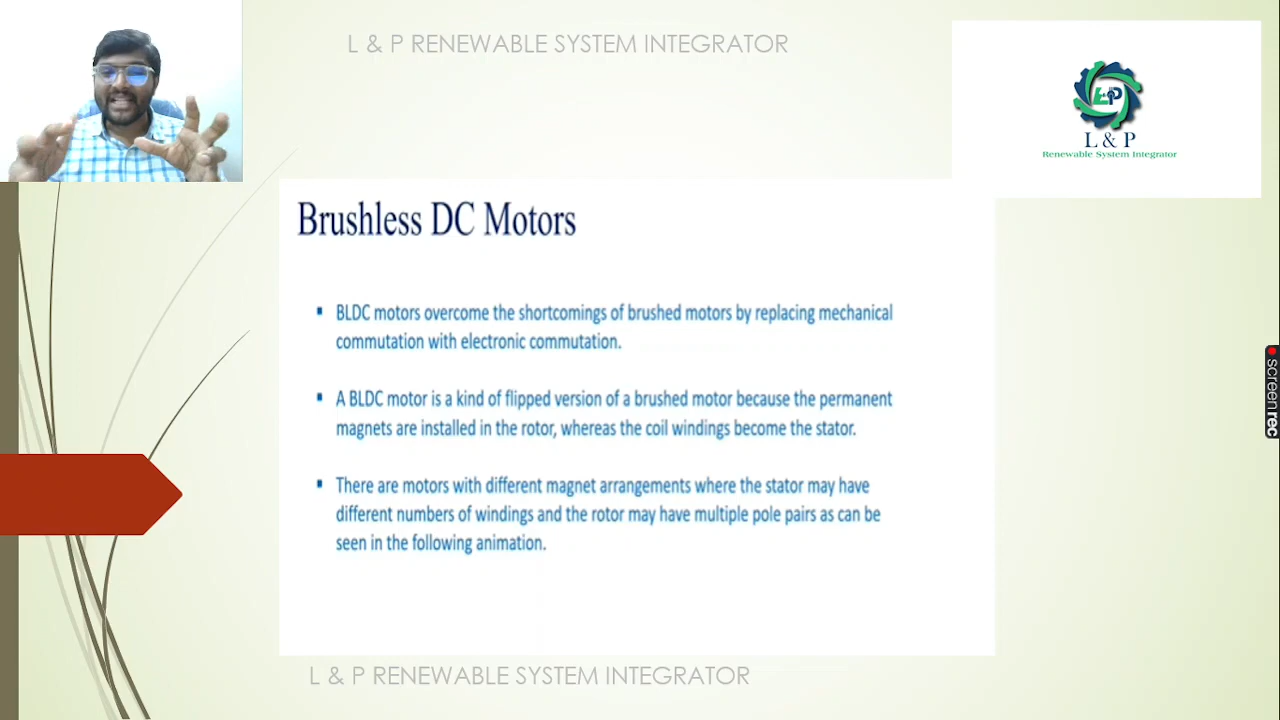 L & P RENEWABLE SYSTEM INTEGRATOR
L&P
L & P
Renewable System Integrator
Brushless DC Motors
▪ BLDC motors overcome the shortcomings of brushed motors by replacing mechanical
commutation with electronic commutation.
▪ A BLDC motor is a kind of flipped version of a brushed motor because the permanent
magnets are installed in the rotor, whereas the coil windings become the stator.
▪ There are motors with different magnet arrangements where the stator may have
different numbers of windings and the rotor may have multiple pole pairs as can be
seen in the following animation.
screenrec
L & P RENEWABLE SYSTEM INTEGRATOR